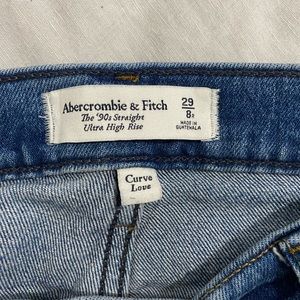 Abercrombie & Fitch
The '90s Straight
Ultra High Rise
29
8R
MADE IN
GUATEMALA
Curve
Love